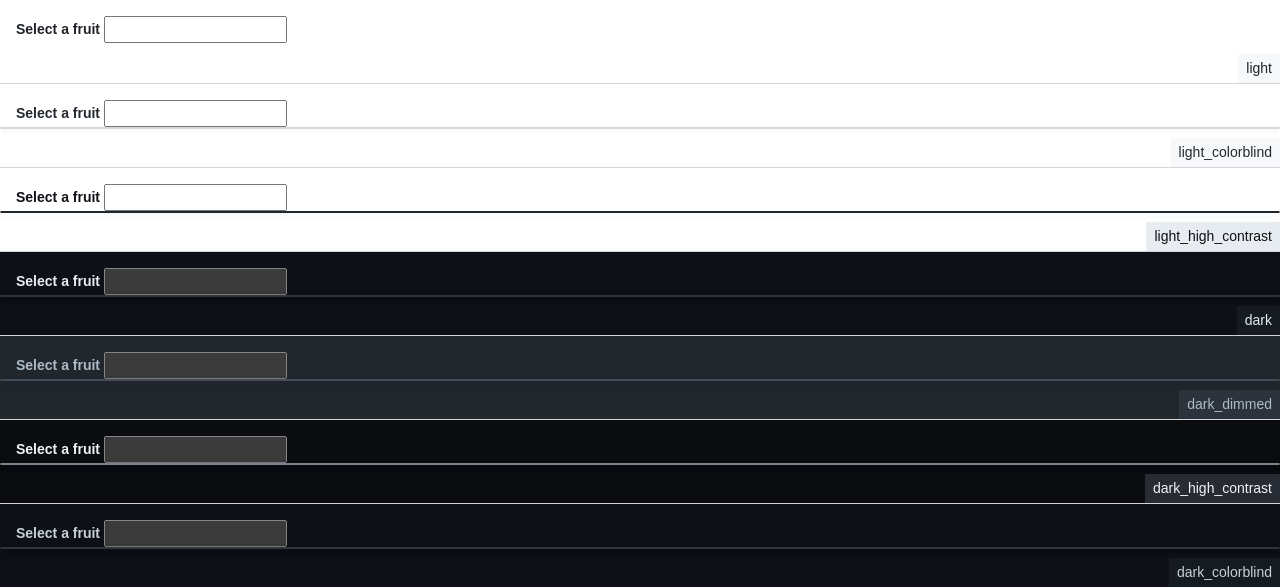 Select a fruit
light
Select a fruit
light_colorblind
Select a fruit
light_high_contrast
Select a fruit
dark
Select a fruit
dark_dimmed
Select a fruit
dark_high_contrast
Select a fruit
dark_colorblind